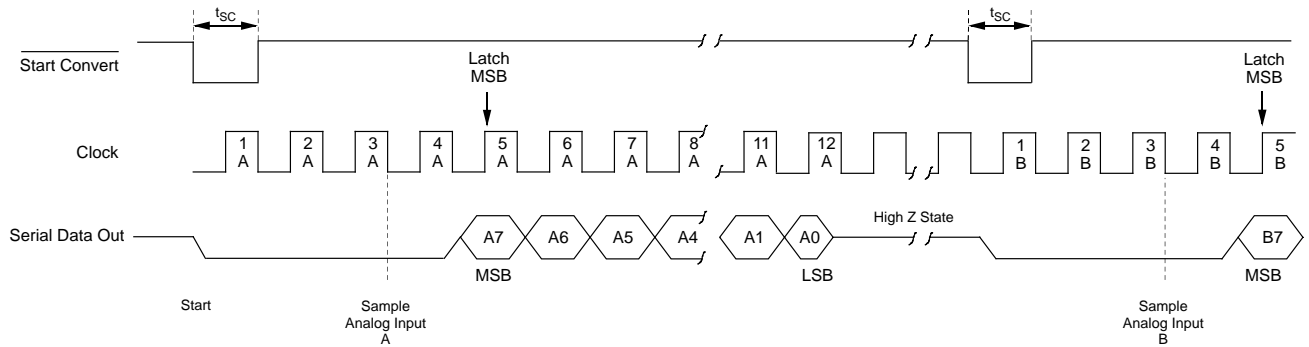 tSC
tSC
Start Convert
Latch
MSB
Latch
MSB
Clock
1
A
2
A
3
A
4
A
5
A
6
A
7
A
8
A
11
A
12
A
1
B
2
B
3
B
4
B
5
B
Serial Data Out
A7
A6
A5
A4
A1
A0
High Z State
B7
MSB
LSB
MSB
Start
Sample
Analog Input
A
Sample
Analog Input
B